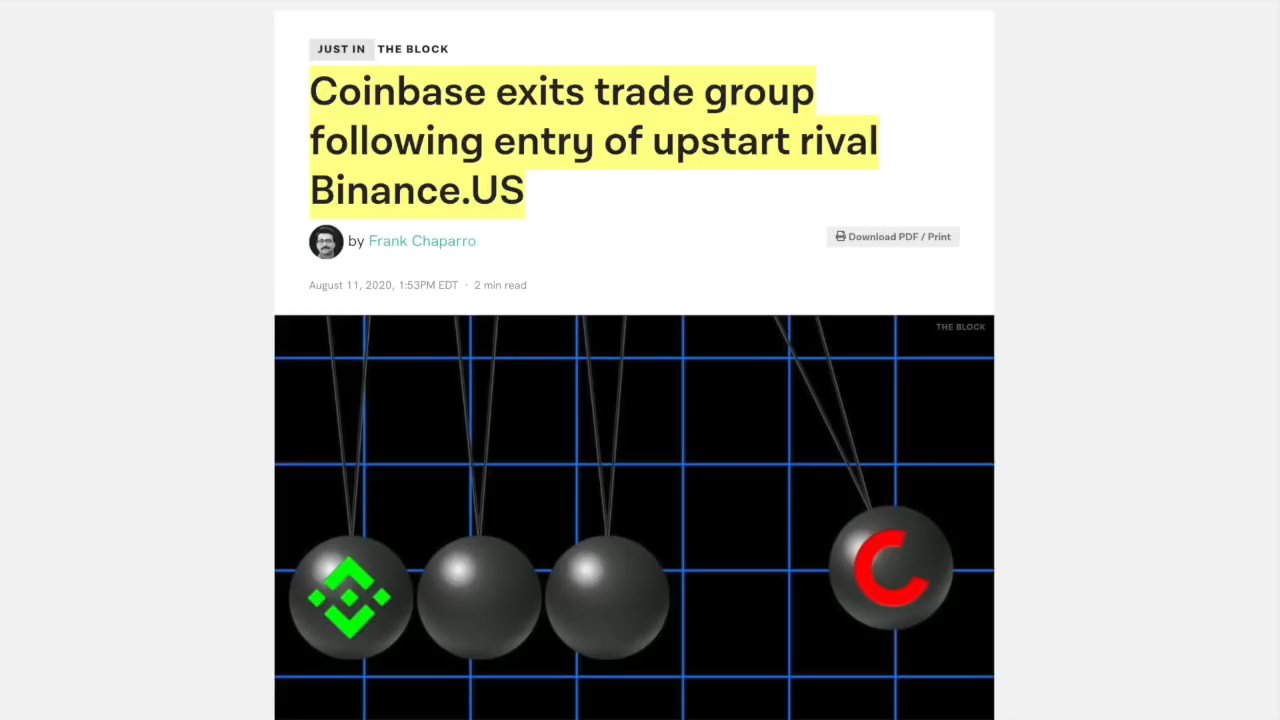 JUST IN THE BLOCK
Coinbase exits trade group
following entry of upstart rival
Binance.US
by Frank Chaparro
Download PDF / Print
August 11, 2020, 1:53PM EDT · 2 min read
THE BLOCK